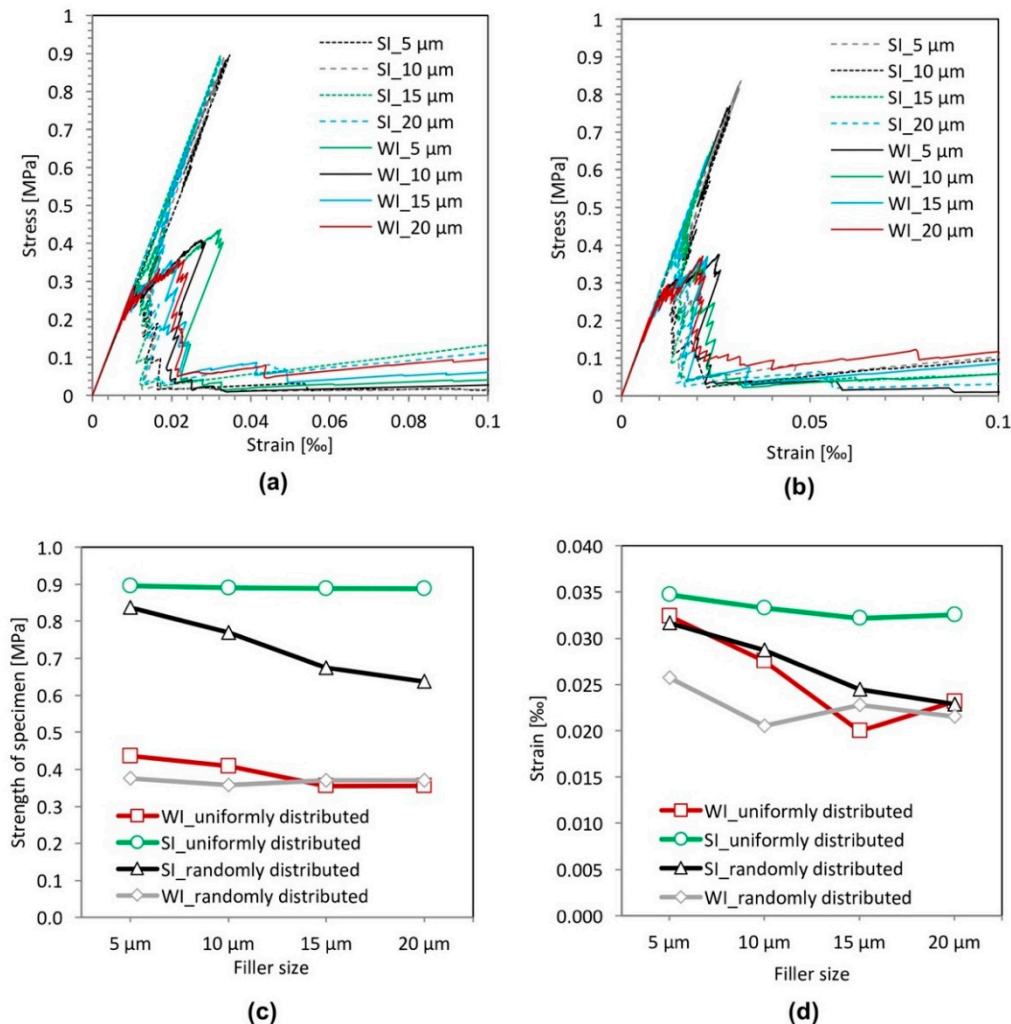 1
0.9
0.8
0.7
0.6
0.5
0.4
0.3
0.2
0.1
0
Stress [MPa]
SI_5 µm
SI_10 µm
SI_15 µm
SI_20 µm
WI_5 µm
WI_10 µm
WI_15 µm
WI_20 µm
0 0.02 0.04 0.06 0.08 0.1
Strain [‰]
(a)
1
0.9
0.8
0.7
0.6
0.5
0.4
0.3
0.2
0.1
0
Stress [MPa]
SI_5 µm
SI_10 µm
SI_15 µm
SI_20 µm
WI_5 µm
WI_10 µm
WI_15 µm
WI_20 µm
0 0.05 0.1
Strain [‰]
(b)
1.0
0.9
0.8
0.7
0.6
0.5
0.4
0.3
0.2
0.1
0.0
Strength of specimen [MPa]
WI_uniformly distributed
SI_uniformly distributed
SI_randomly distributed
WI_randomly distributed
5 µm 10 µm 15 µm 20 µm
Filler size
(c)
0.040
0.035
0.030
0.025
0.020
0.015
0.010
0.005
0.000
Strain [‰]
WI_uniformly distributed
SI_uniformly distributed
SI_randomly distributed
WI_randomly distributed
5 µm 10 µm 15 µm 20 µm
Filler size
(d)